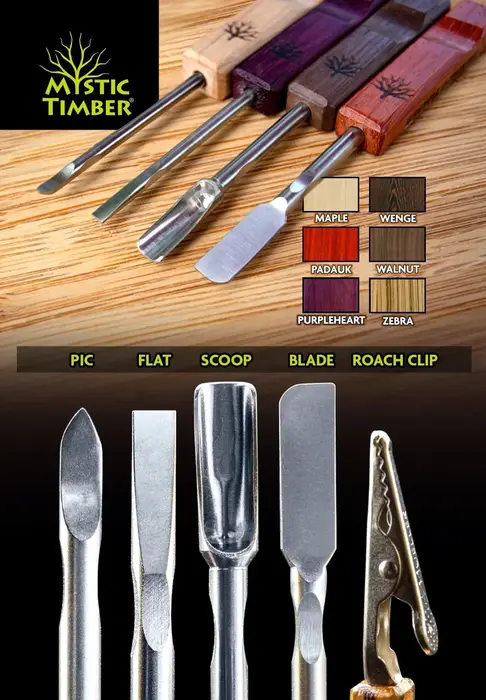 MYSTIC
TIMBER®
MAPLE
WENGE
PADAUK
WALNUT
PURPLEHEART
ZEBRA
PIC
FLAT
SCOOP
BLADE
ROACH CLIP